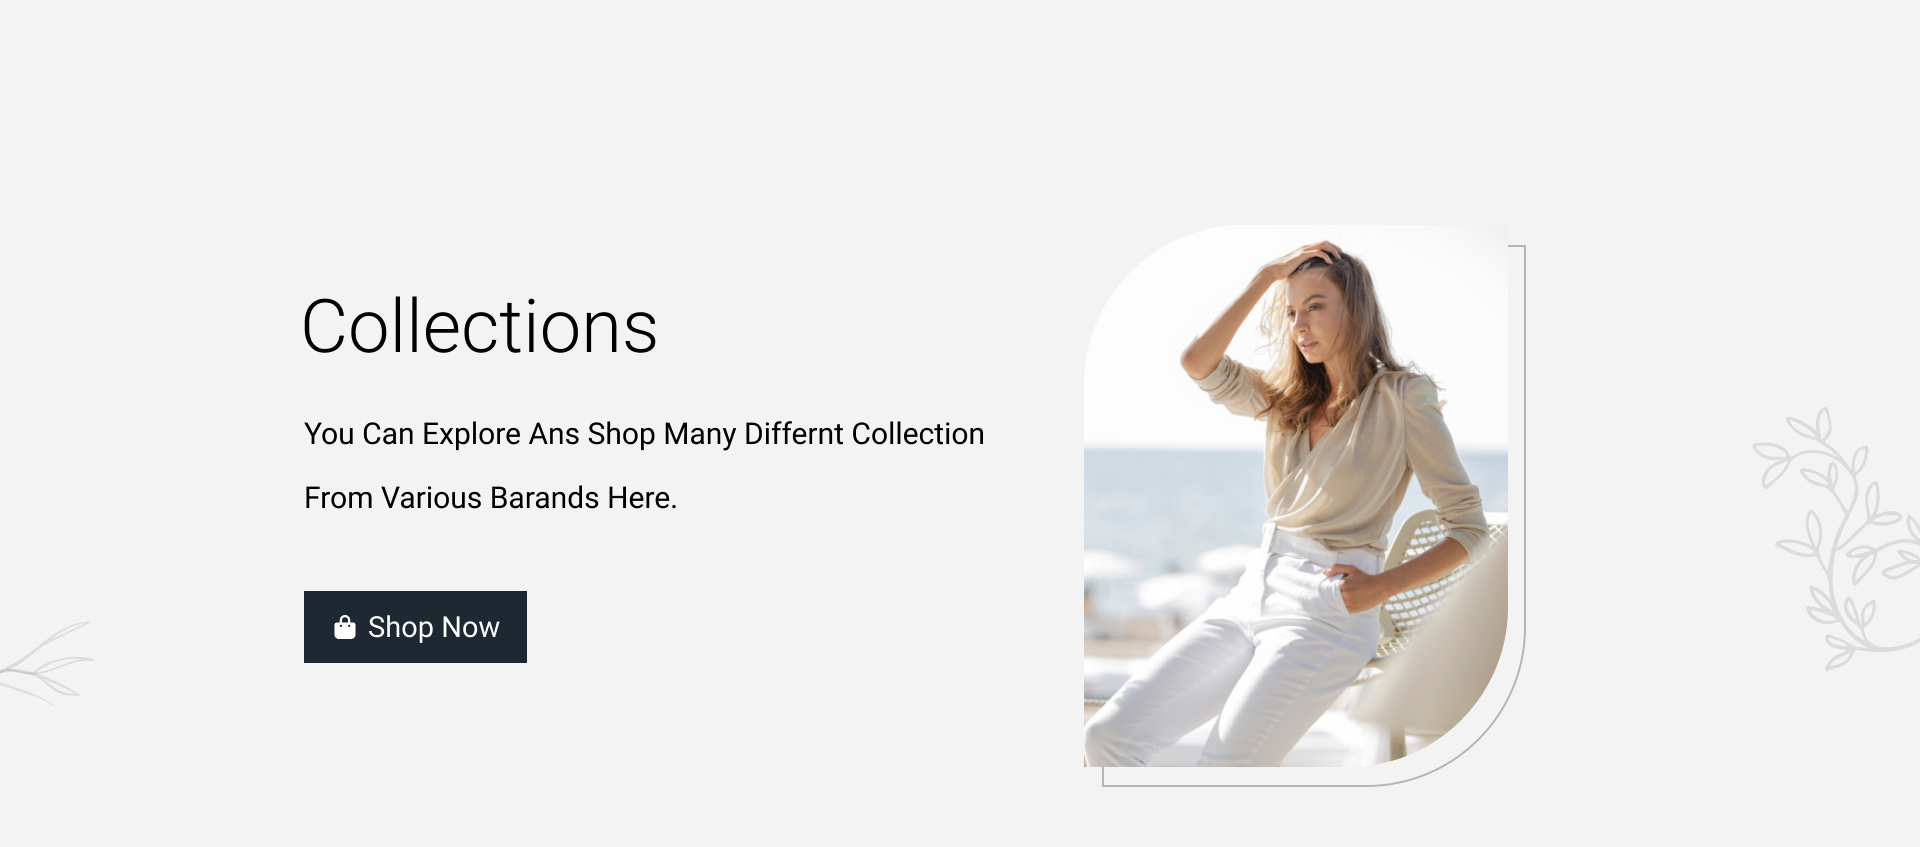 Collections
You Can Explore Ans Shop Many Differnt Collection
From Various Barands Here.
Shop Now